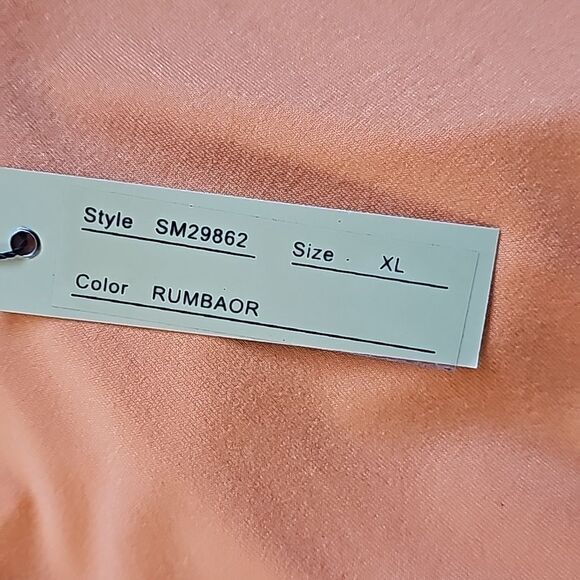 Style SM29862 Size XL
Color RUMBAOR